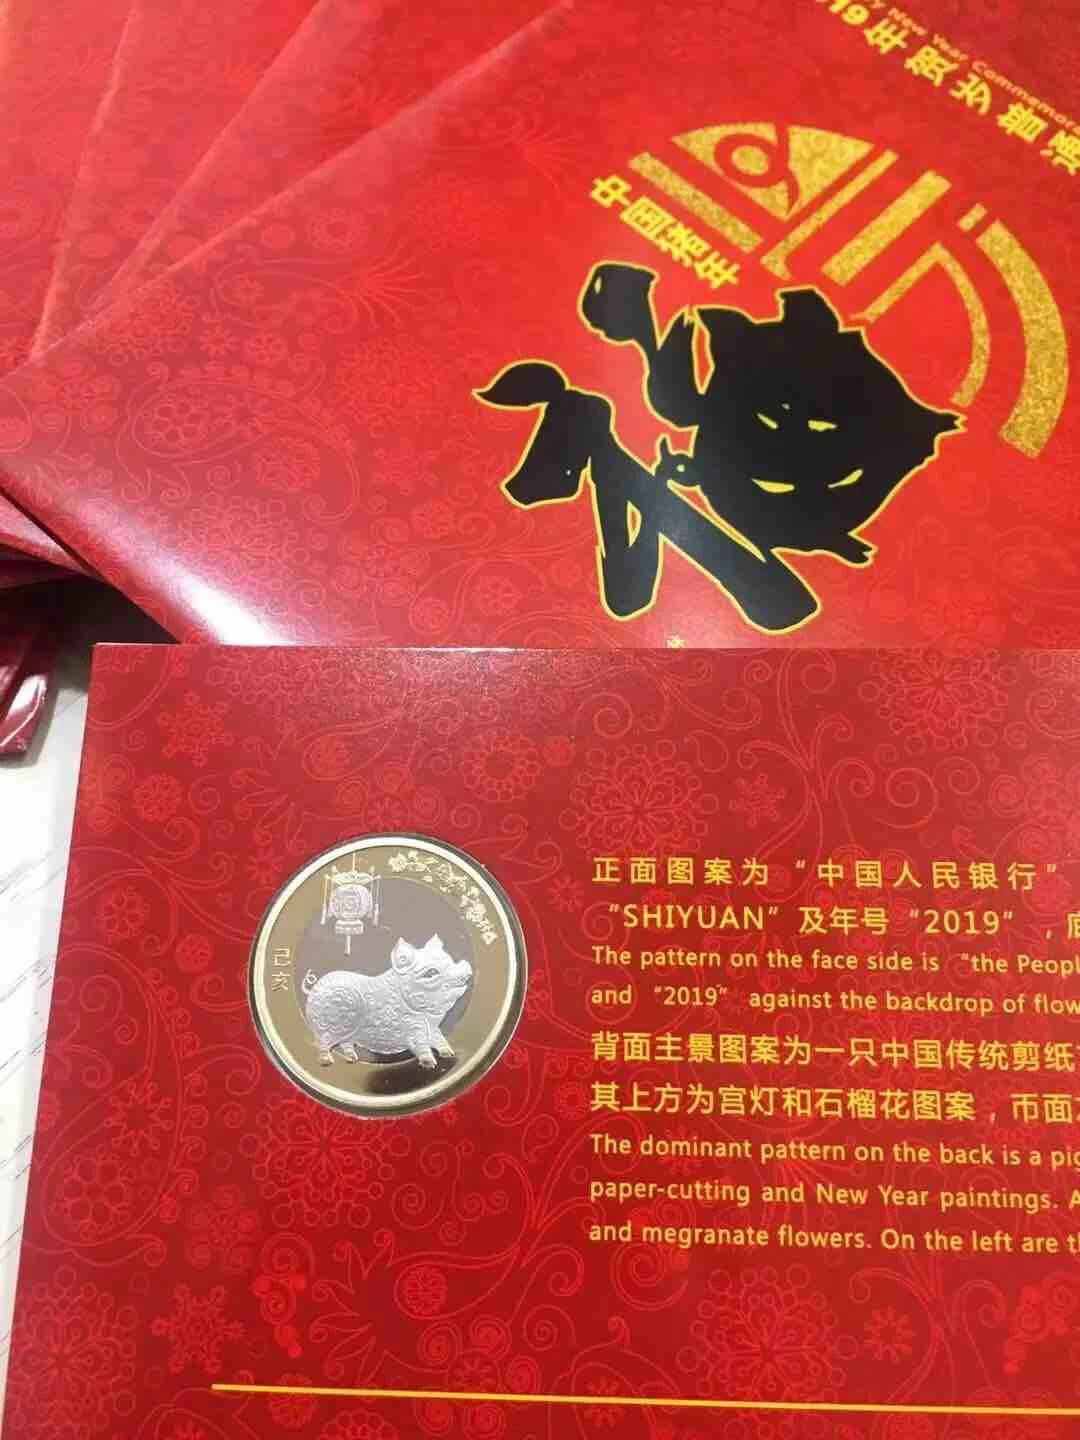 y New Year Commemora
19年贺岁普通
中国猪年
己亥
正面图案为“中国人民银行”
“SHIYUAN”及年号“2019”，底
The pattern on the face side is “the Peopl
and “2019” against the backdrop of flow
背面主景图案为一只中国传统剪纸
其上方为宫灯和石榴花图案，币面
The dominant pattern on the back is a pig
paper-cutting and New Year paintings. A
and megranate flowers. On the left are th